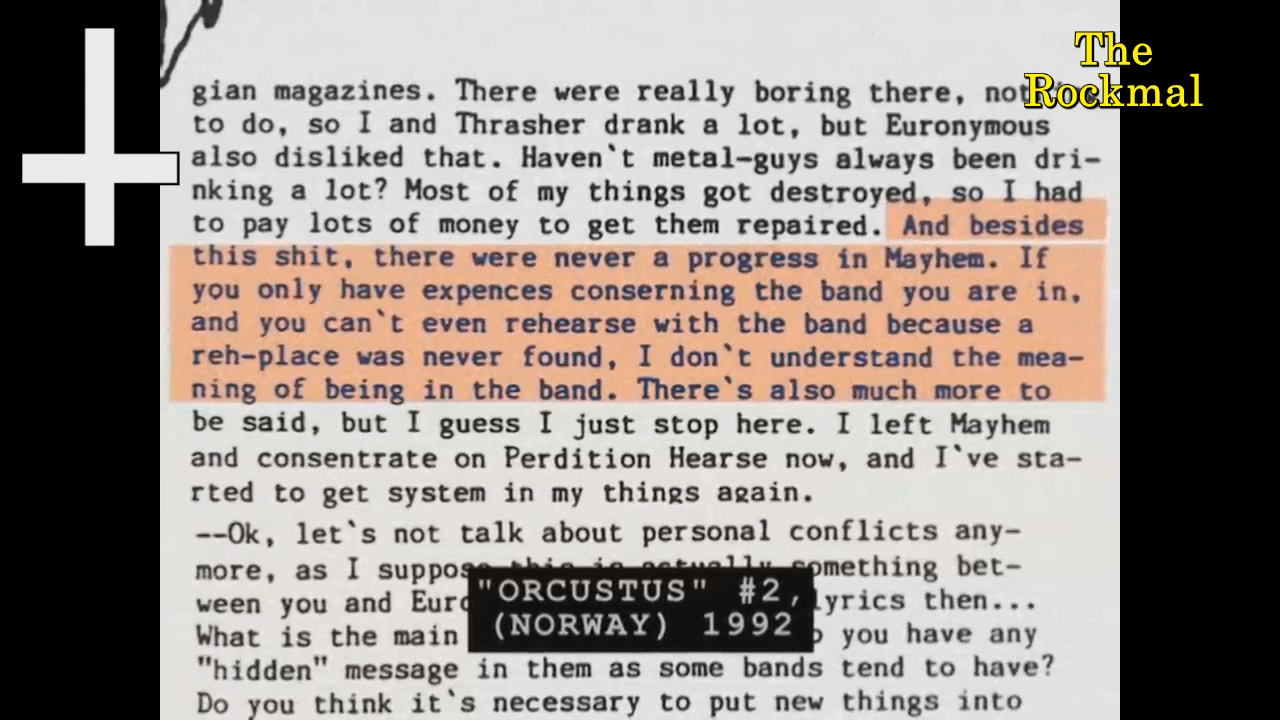 The
Rockmal
gian magazines. There were really boring there, not
to do, so I and Thrasher drank a lot, but Euronymous
also disliked that. Haven`t metal-guys always been dri-
nking a lot? Most of my things got destroyed, so I had
to pay lots of money to get them repaired. And besides
this shit, there were never a progress in Mayhem. If
you only have expences conserning the band you are in,
and you can`t even rehearse with the band because a
reh-place was never found, I don`t understand the mea-
ning of being in the band. There`s also much more to
be said, but I guess I just stop here. I left Mayhem
and consentrate on Perdition Hearse now, and I`ve sta-
rted to get system in my things again.
--Ok, let`s not talk about personal conflicts any-
more, as I suppose this is actually something bet-
ween you and lyrics then...
What is the main you have any
"hidden" message in them as some bands tend to have?
Do you think it`s necessary to put new things into
"ORCUSTUS" #2,
(NORWAY) 1992